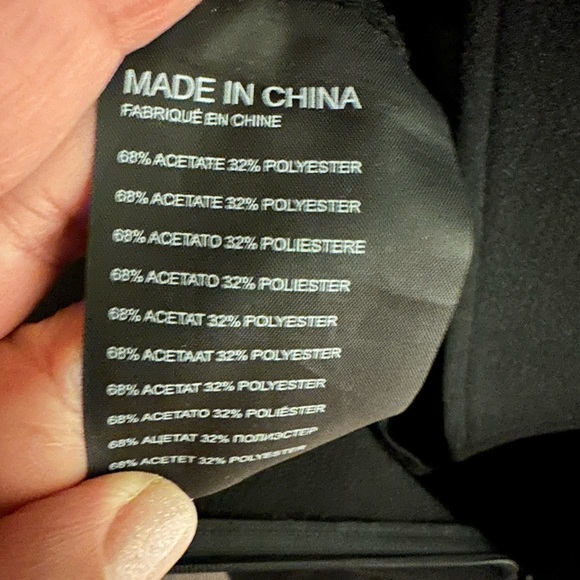 MADE IN CHINA
FABRIQUÉ EN CHINE
68% ACETATE 32% POLYESTER
68% ACETATE 32% POLYESTER
68% ACETATO 32% POLIESTERE
68% ACETATO 32% POLIESTER
68% ACETAT 32% POLYESTER
68% ACETAAT 32% POLYESTER
68% ACETAT 32% POLYESTER
68% ACETATO 32% POLIÉSTER
68% АЦЕТАТ 32% ПОЛИЭСТЕР
68% ACETET 32% POLYESTER